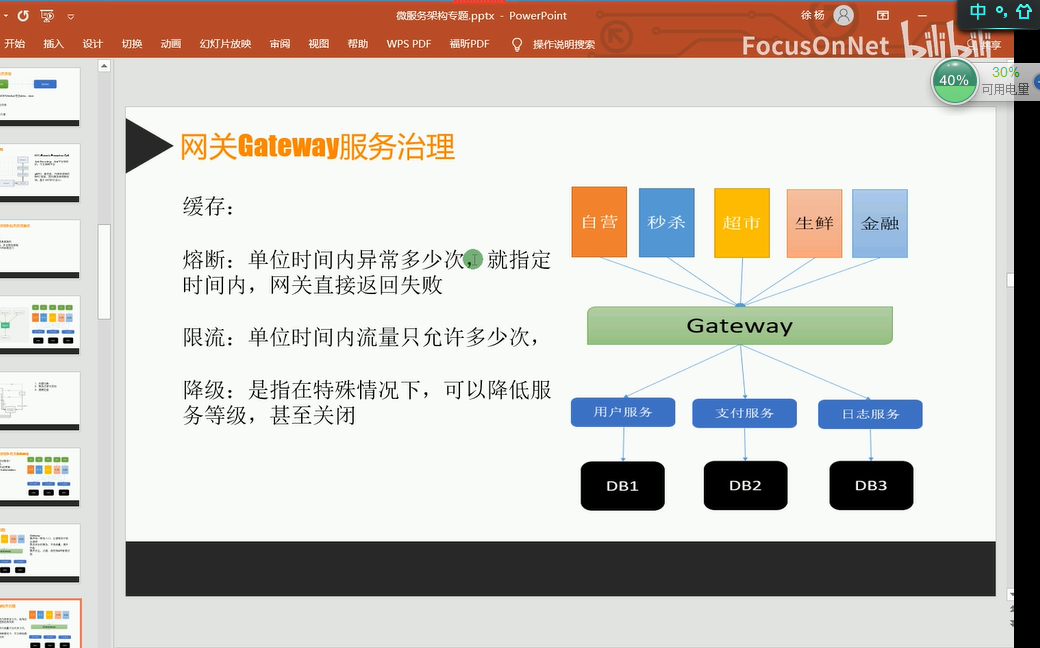 微服务架构专题.pptx - PowerPoint
徐 杨
中
开始 插入 设计 切换 动画 幻灯片放映 审阅 视图 帮助 WPS PDF 福昕PDF 操作说明搜索
共享
FocusOnNet bilibili
40%
30%
可用电量
网关Gateway服务治理
缓存：
熔断：单位时间内异常多少次，就指定
时间内，网关直接返回失败
限流：单位时间内流量只允许多少次，
降级：是指在特殊情况下，可以降低服
务等级，甚至关闭
自营 秒杀 超市 生鲜 金融
Gateway
用户服务 支付服务 日志服务
DB1 DB2 DB3